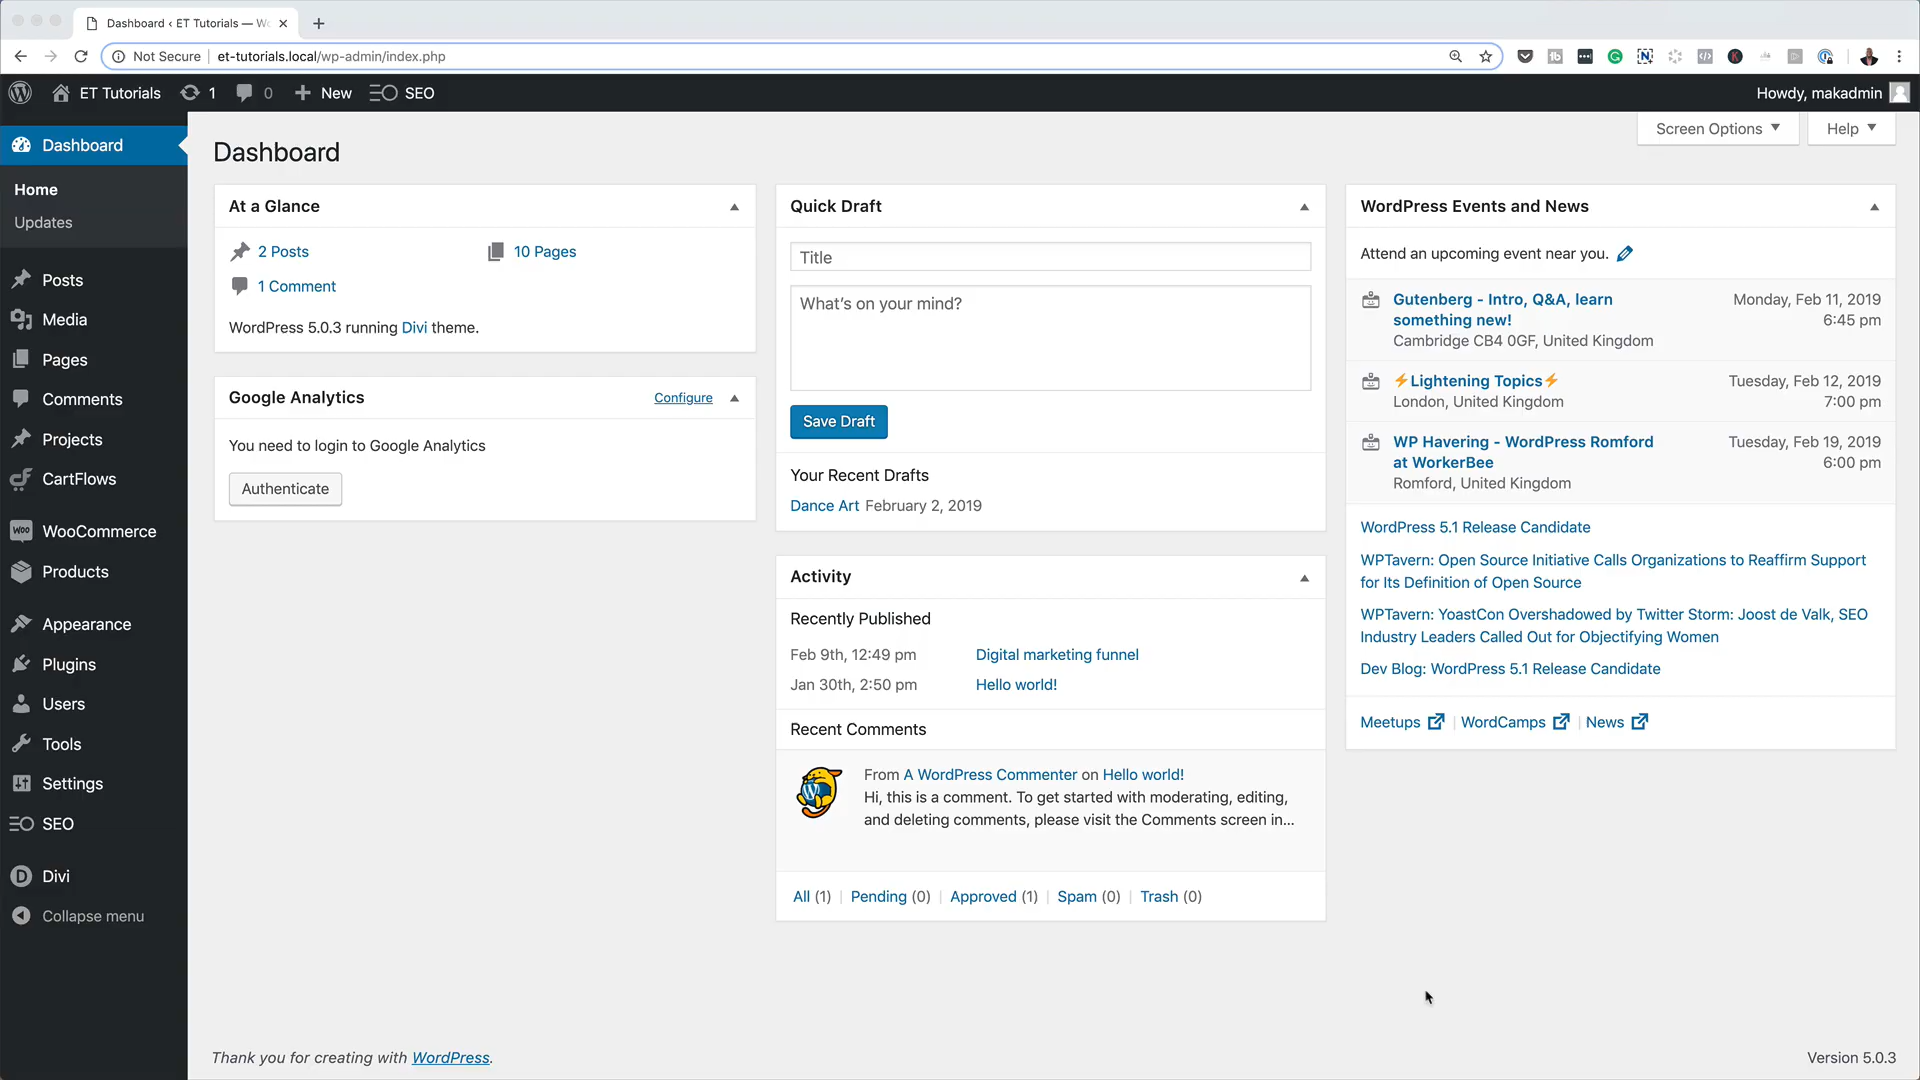 Dashboard ‹ ET Tutorials — Wo
Not Secure
et-tutorials.local/wp-admin/index.php
ET Tutorials
1
0
New
SEO
Howdy, makadmin
Dashboard
Home
Updates
Posts
Media
Pages
Comments
Projects
CartFlows
WooCommerce
Products
Appearance
Plugins
Users
Tools
Settings
SEO
Divi
Collapse menu
Screen Options
Help
Dashboard
At a Glance
2 Posts
10 Pages
1 Comment
WordPress 5.0.3 running Divi theme.
Google Analytics
Configure
You need to login to Google Analytics
Authenticate
Quick Draft
Title
What's on your mind?
Save Draft
Your Recent Drafts
Dance Art February 2, 2019
Activity
Recently Published
Feb 9th, 12:49 pm Digital marketing funnel
Jan 30th, 2:50 pm Hello world!
Recent Comments
From A WordPress Commenter on Hello world!
Hi, this is a comment. To get started with moderating, editing,
and deleting comments, please visit the Comments screen in...
All (1) | Pending (0) | Approved (1) | Spam (0) | Trash (0)
WordPress Events and News
Attend an upcoming event near you.
Gutenberg - Intro, Q&A, learn
something new!
Cambridge CB4 0GF, United Kingdom
Monday, Feb 11, 2019
6:45 pm
⚡Lightening Topics⚡
London, United Kingdom
Tuesday, Feb 12, 2019
7:00 pm
WP Havering - WordPress Romford
at WorkerBee
Romford, United Kingdom
Tuesday, Feb 19, 2019
6:00 pm
WordPress 5.1 Release Candidate
WPTavern: Open Source Initiative Calls Organizations to Reaffirm Support
for Its Definition of Open Source
WPTavern: YoastCon Overshadowed by Twitter Storm: Joost de Valk, SEO
Industry Leaders Called Out for Objectifying Women
Dev Blog: WordPress 5.1 Release Candidate
Meetups | WordCamps | News
Thank you for creating with WordPress.
Version 5.0.3